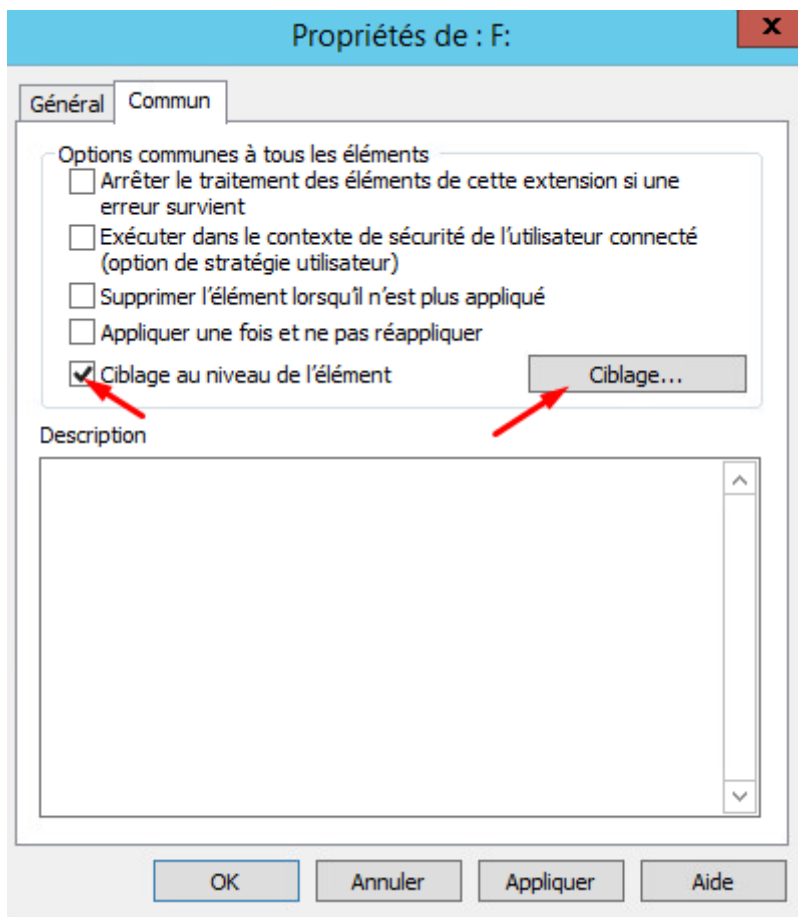 Propriétés de : F:
X
Général Commun
Options communes à tous les éléments
Arrêter le traitement des éléments de cette extension si une
erreur survient
Exécuter dans le contexte de sécurité de l'utilisateur connecté
(option de stratégie utilisateur)
Supprimer l'élément lorsqu'il n'est plus appliqué
Appliquer une fois et ne pas réappliquer
Ciblage au niveau de l'élément Ciblage...
Description
OK Annuler Appliquer Aide